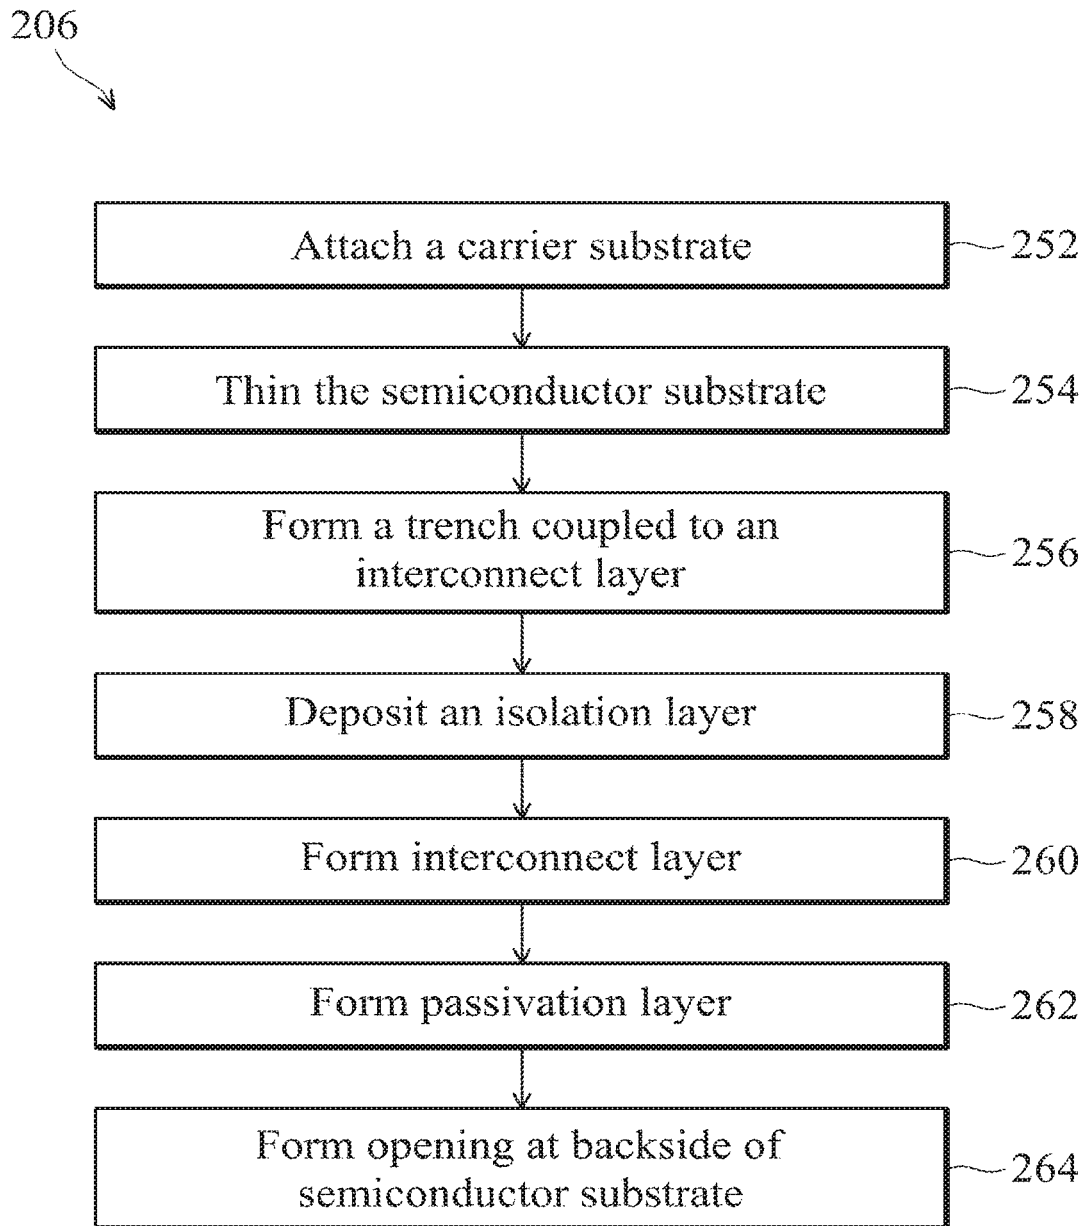 206
Attach a carrier substrate
252
Thin the semiconductor substrate
254
Form a trench coupled to an
interconnect layer
256
Deposit an isolation layer
258
Form interconnect layer
260
Form passivation layer
262
Form opening at backside of
semiconductor substrate
264